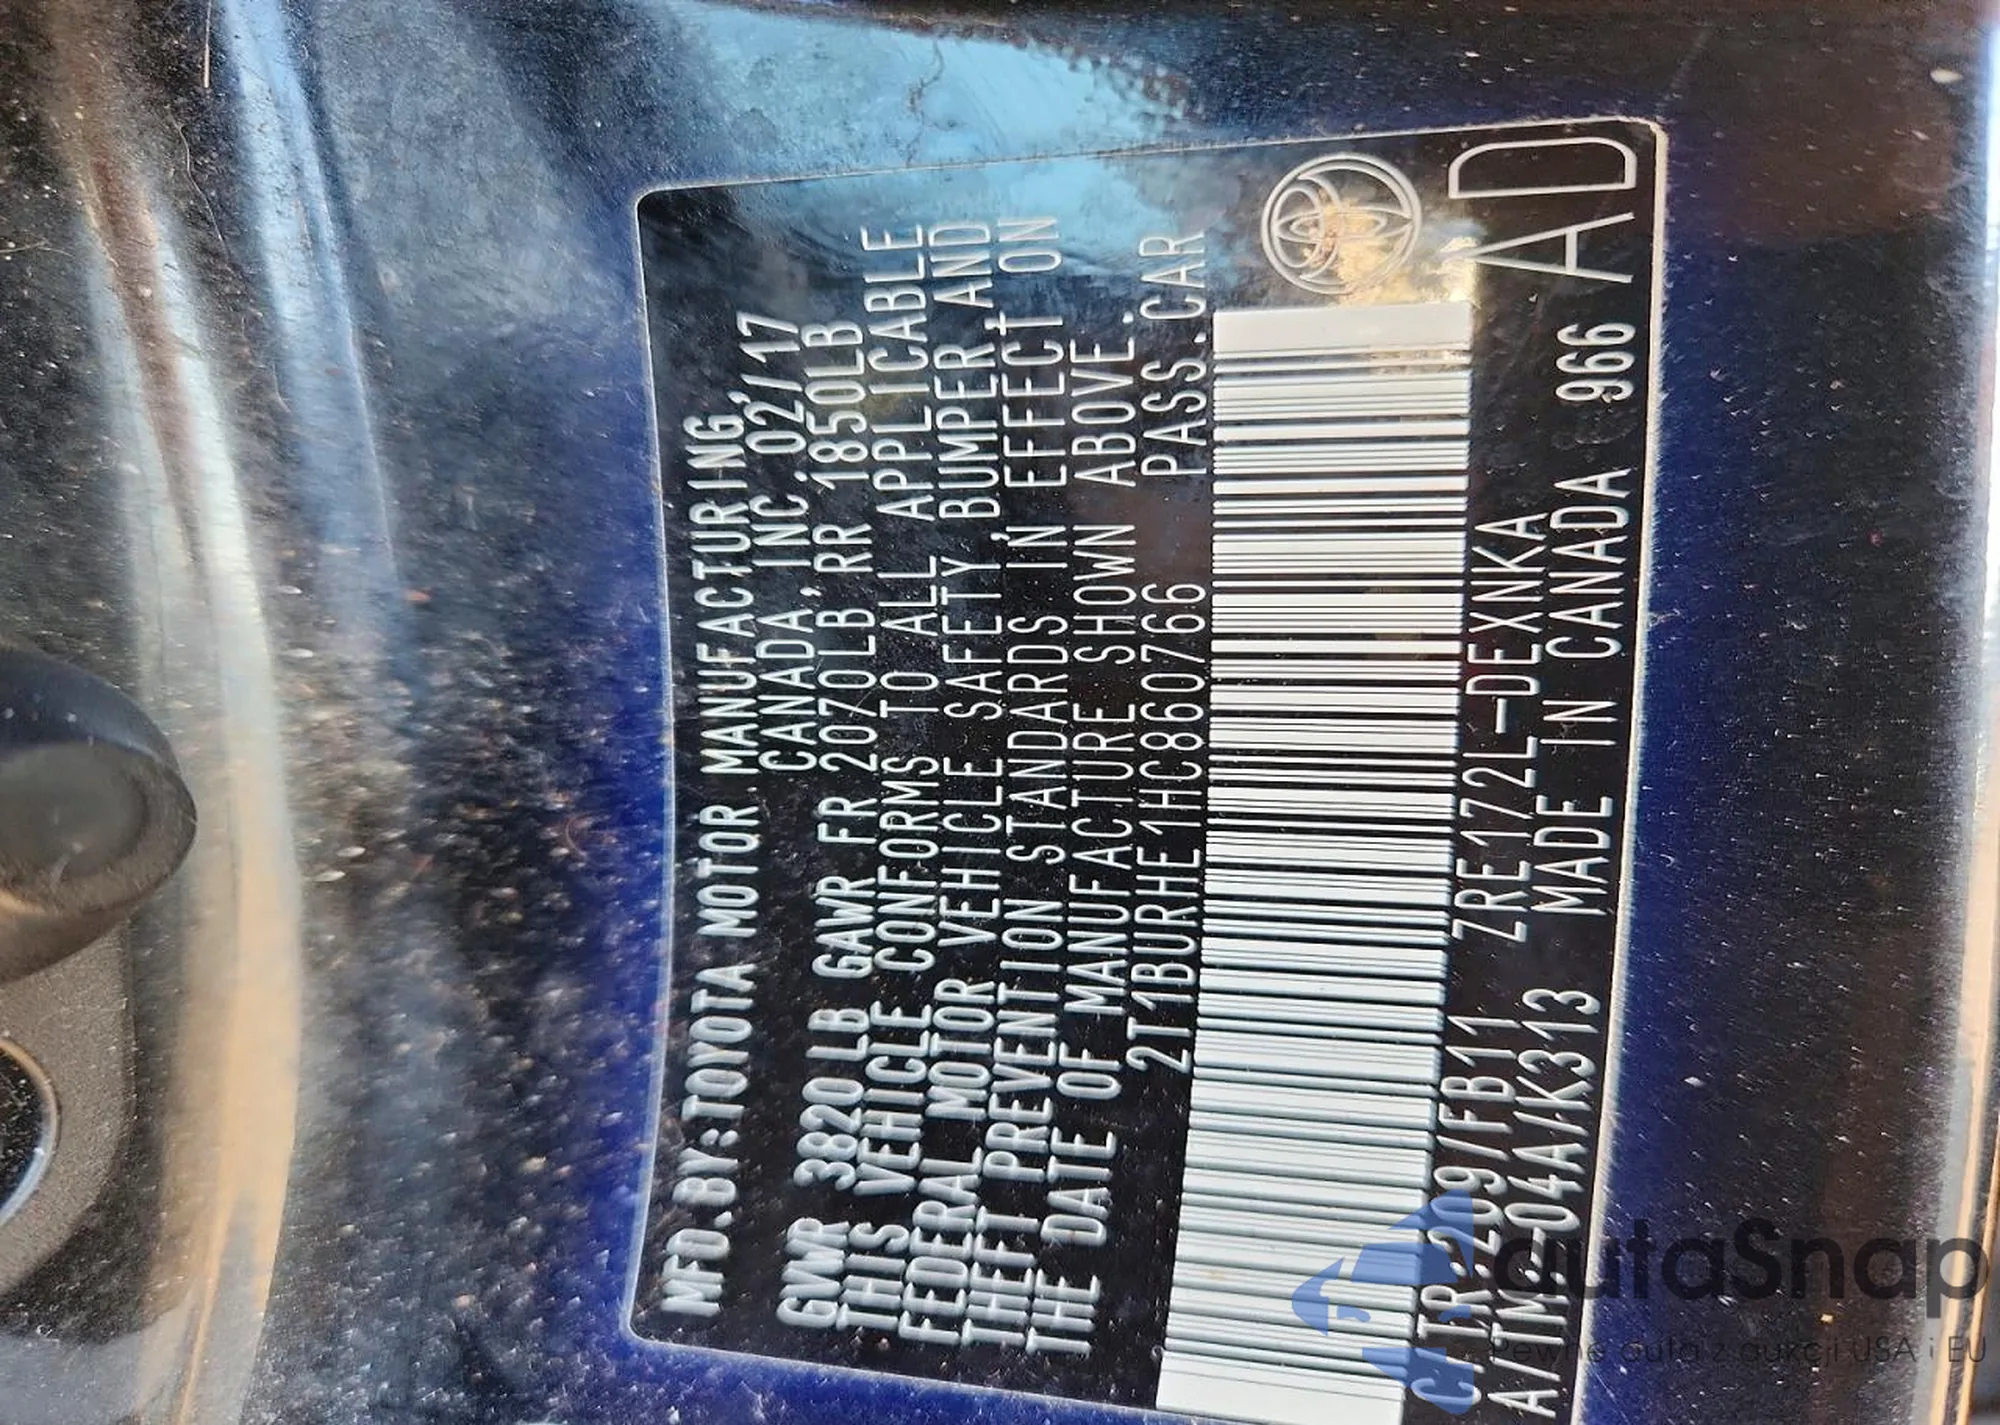 MFD.BY:TOYOTA MOTOR MANUFACTURING,
CANADA,INC. 02/17
GVWR 3820LB GAWR FR 2070LB RR 1850LB
THIS VEHICLE CONFORMS TO ALL APPLICABLE
FEDERAL MOTOR VEHICLE SAFETY,BUMPER AND
THEFT PREVENTION STANDARDS IN EFFECT ON
THE DATE OF MANUFACTURE SHOWN ABOVE.
2T1BURHE1HC860766 PASS.CAR
C/TR:209/FB11 ZRE172L-DEXNKA
A/TM:-04A/K313 MADE IN CANADA 966 AD
autaSnap
Pewne auta z aukcji USA i EU